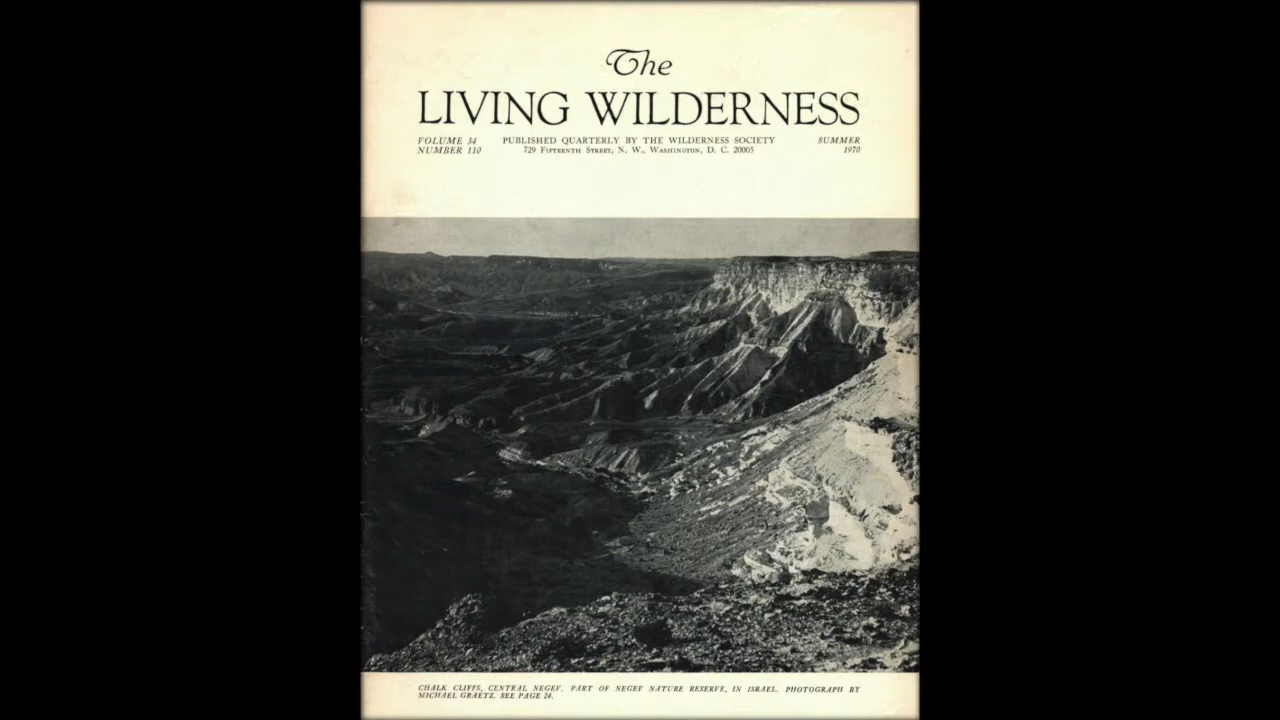 The
LIVING WILDERNESS
VOLUME 34 PUBLISHED QUARTERLY BY THE WILDERNESS SOCIETY SUMMER
NUMBER 110 729 FIFTEENTH STREET, N. W., WASHINGTON, D. C. 20005 1970
CHALK CLIFFS, CENTRAL NEGEV. PART OF NEGEV NATURE RESERVE, IN ISRAEL. PHOTOGRAPH BY
MICHAEL GRAETZ. SEE PAGE 24.